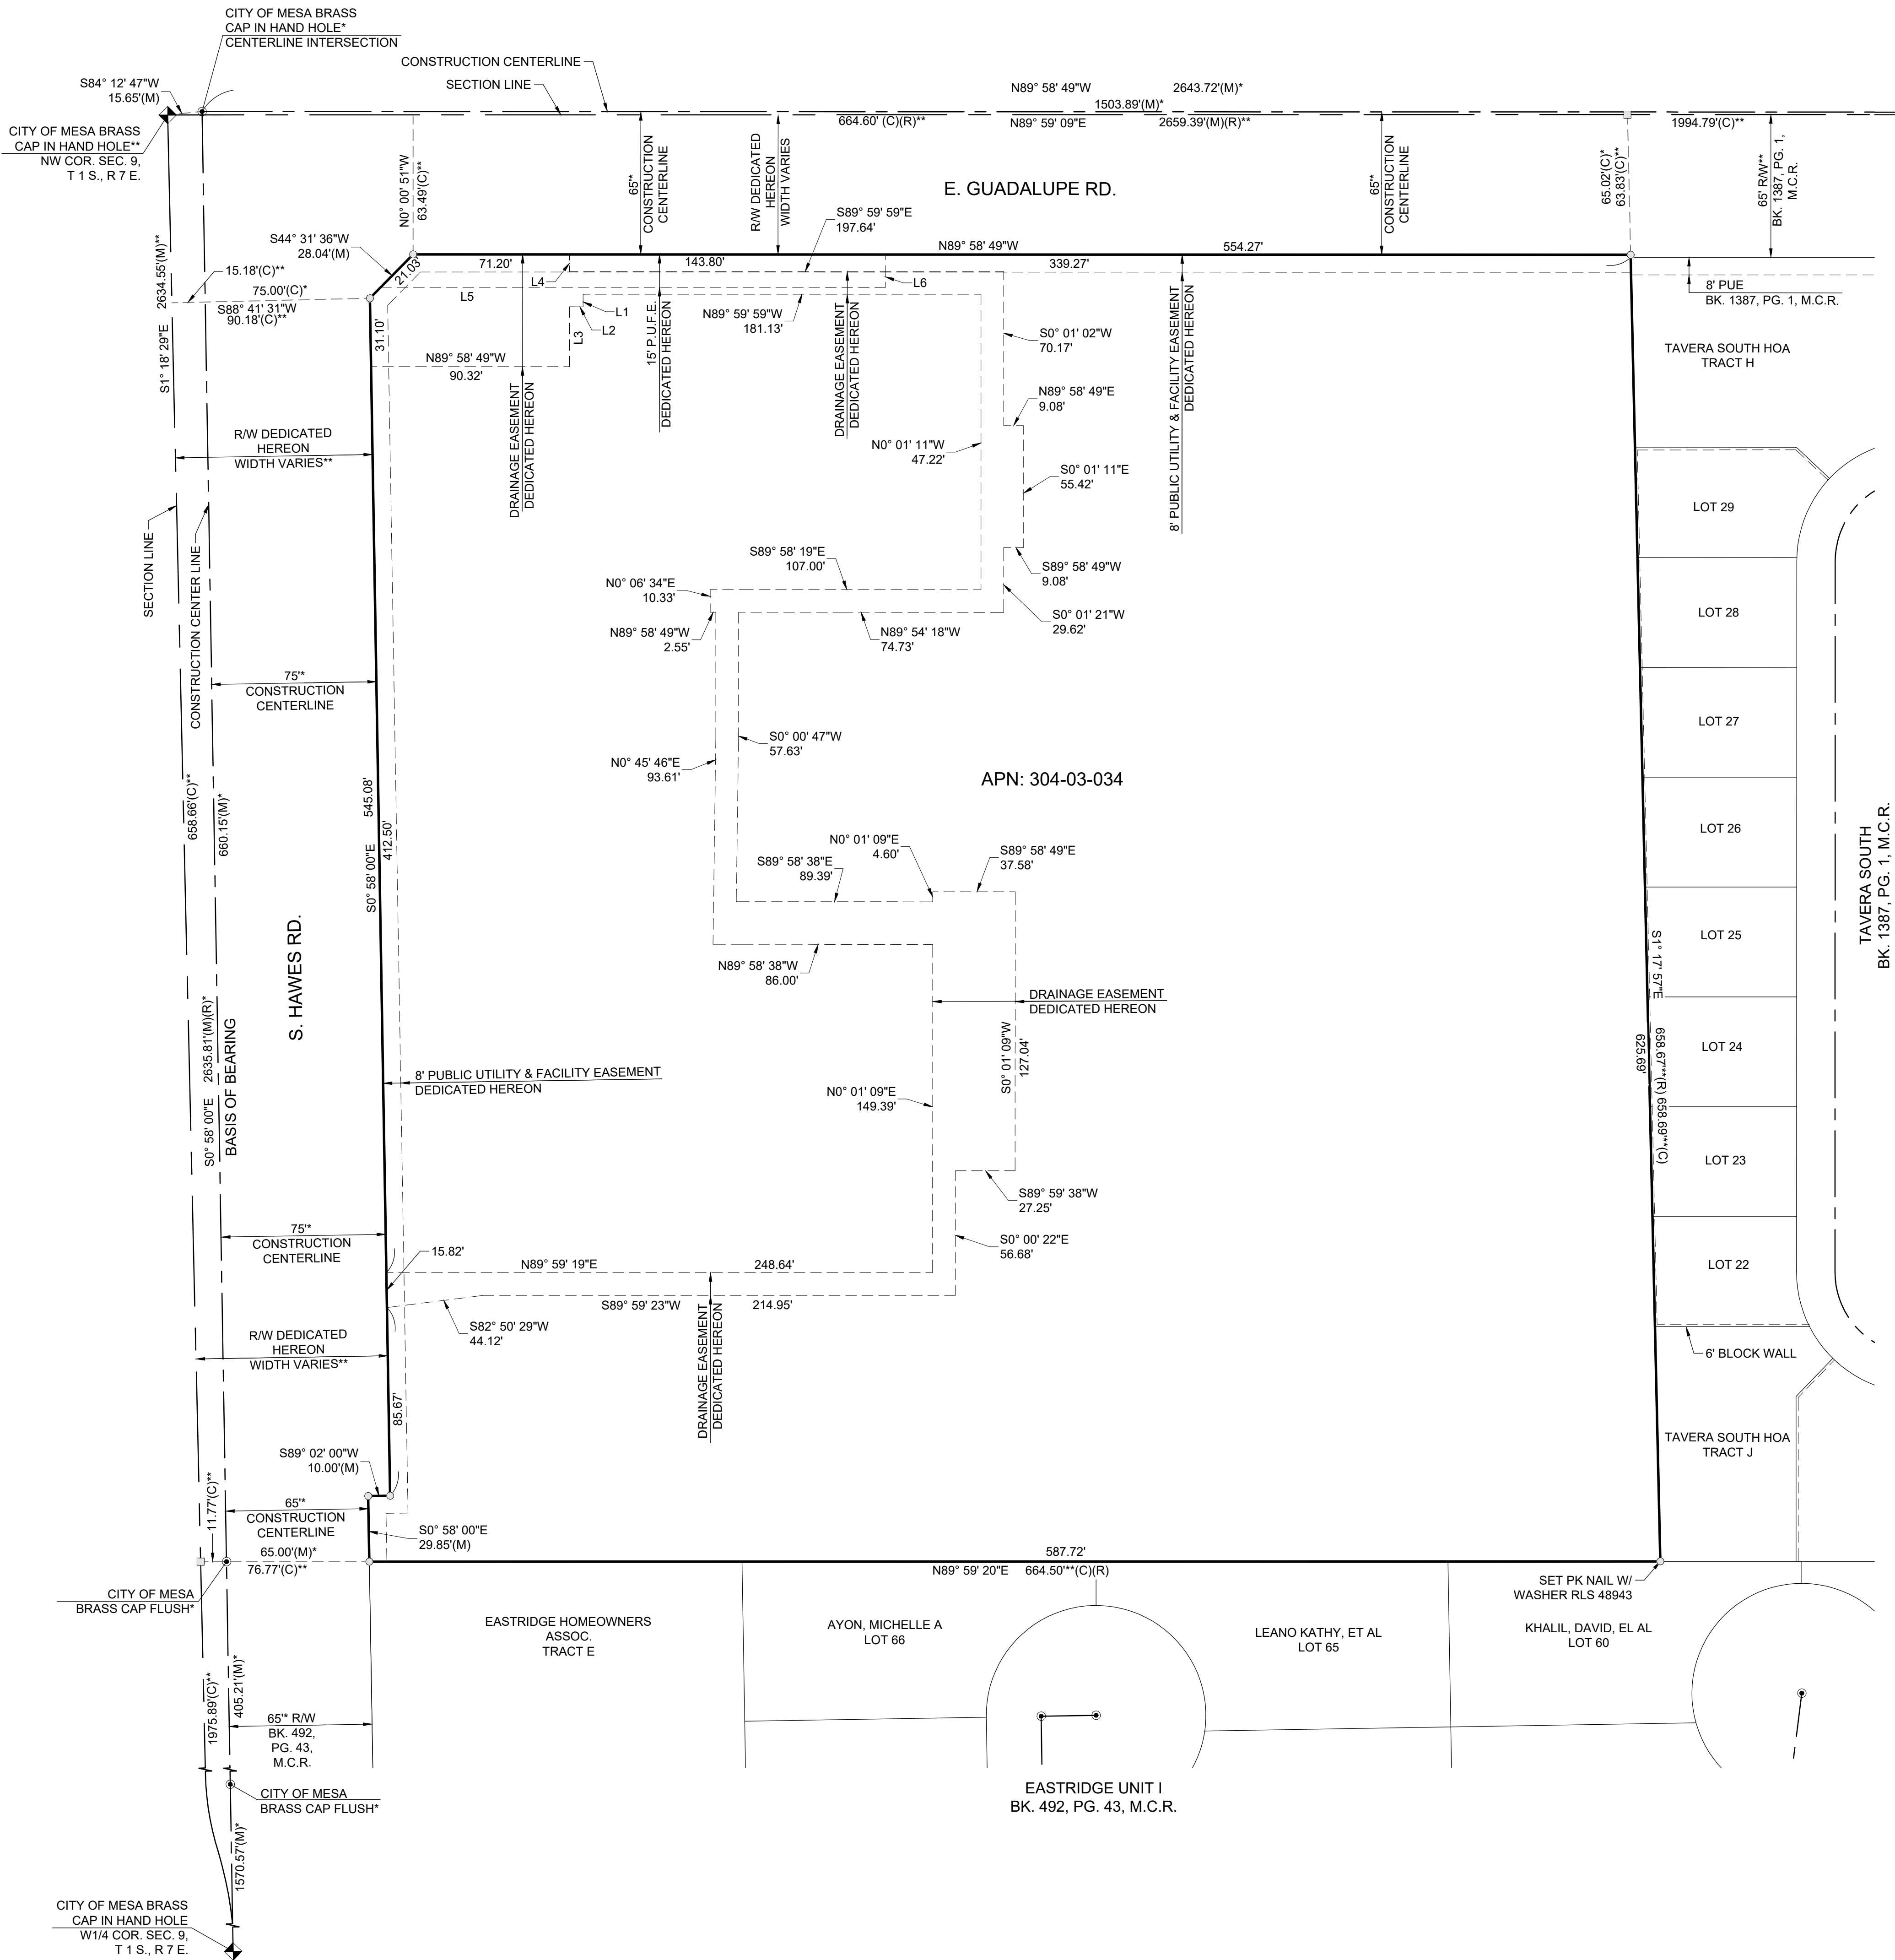 CITY OF MESA BRASS
CAP IN HAND HOLE*
CENTERLINE INTERSECTION
CONSTRUCTION CENTERLINE
SECTION LINE
S84° 12' 47"W
15.65'(M)
N89° 58' 49"W 2643.72'(M)*
1503.89'(M)*
664.60' (C)(R)**
N89° 59' 09"E 2659.39'(M)(R)**
1994.79'(C)**
CITY OF MESA BRASS
CAP IN HAND HOLE**
NW COR. SEC. 9,
T 1 S., R 7 E.
N0° 00' 51"W
63.49'(C)**
65'*
CONSTRUCTION
CENTERLINE
R/W DEDICATED
HEREON
WIDTH VARIES
E. GUADALUPE RD.
65'*
CONSTRUCTION
CENTERLINE
65.02'(C)*
63.83'(C)**
65' R/W**
BK. 1387, PG. 1,
M.C.R.
S44° 31' 36"W
28.04'(M)
S89° 59' 59"E
197.64'
N89° 58' 49"W
554.27'
21.03'
71.20'
143.80'
339.27'
15.18'(C)**
75.00'(C)*
S88° 41' 31"W
90.18'(C)**
L4
L5
L6
L1
L2
L3
N89° 59' 59"W
181.13'
8' PUE
BK. 1387, PG. 1, M.C.R.
S1° 18' 29"E 2634.55'(M)**
31.10'
N89° 58' 49"W
90.32'
DRAINAGE EASEMENT
DEDICATED HEREON
15' P.U.F.E.
DEDICATED HEREON
DRAINAGE EASEMENT
DEDICATED HEREON
8' PUBLIC UTILITY & FACILITY EASEMENT
DEDICATED HEREON
S0° 01' 02"W
70.17'
TAVERA SOUTH HOA
TRACT H
N89° 58' 49"E
9.08'
R/W DEDICATED
HEREON
WIDTH VARIES**
N0° 01' 11"W
47.22'
S0° 01' 11"E
55.42'
LOT 29
SECTION LINE
CONSTRUCTION CENTER LINE
S89° 58' 19"E
107.00'
S89° 58' 49"W
9.08'
N0° 06' 34"E
10.33'
S0° 01' 21"W
29.62'
LOT 28
N89° 58' 49"W
2.55'
N89° 54' 18"W
74.73'
75'*
CONSTRUCTION
CENTERLINE
LOT 27
S0° 00' 47"W
57.63'
N0° 45' 46"E
93.61'
APN: 304-03-034
658.66'(C)**
660.15'(M)*
S0° 58' 00"E 545.08'
412.50'
LOT 26
N0° 01' 09"E
4.60'
S89° 58' 49"E
37.58'
S89° 58' 38"E
89.39'
TAVERA SOUTH
BK. 1387, PG. 1, M.C.R.
S. HAWES RD.
S1° 17' 57"E
LOT 25
N89° 58' 38"W
86.00'
DRAINAGE EASEMENT
DEDICATED HEREON
S0° 58' 00"E 2635.81'(M)(R)*
BASIS OF BEARING
S0° 01' 09"W
127.04'
625.69'
658.67'**(R) 658.69'**(C)
LOT 24
8' PUBLIC UTILITY & FACILITY EASEMENT
DEDICATED HEREON
N0° 01' 09"E
149.39'
LOT 23
S89° 59' 38"W
27.25'
75'*
CONSTRUCTION
CENTERLINE
15.82'
S0° 00' 22"E
56.68'
N89° 59' 19"E
248.64'
LOT 22
S89° 59' 23"W
214.95'
S82° 50' 29"W
44.12'
DRAINAGE EASEMENT
DEDICATED HEREON
R/W DEDICATED
HEREON
WIDTH VARIES**
6' BLOCK WALL
85.67'
TAVERA SOUTH HOA
TRACT J
S89° 02' 00"W
10.00'(M)
11.77'(C)**
65'*
CONSTRUCTION
CENTERLINE
S0° 58' 00"E
29.85'(M)
65.00'(M)*
76.77'(C)**
587.72'
N89° 59' 20"E 664.50'**(C)(R)
CITY OF MESA
BRASS CAP FLUSH*
SET PK NAIL W/
WASHER RLS 48943
EASTRIDGE HOMEOWNERS
ASSOC.
TRACT E
AYON, MICHELLE A
LOT 66
LEANO KATHY, ET AL
LOT 65
KHALIL, DAVID, EL AL
LOT 60
1975.89'(C)**
405.21'(M)*
65'* R/W
BK. 492,
PG. 43,
M.C.R.
CITY OF MESA
BRASS CAP FLUSH*
EASTRIDGE UNIT I
BK. 492, PG. 43, M.C.R.
1570.57'(M)*
CITY OF MESA BRASS
CAP IN HAND HOLE
W1/4 COR. SEC. 9,
T 1 S., R 7 E.